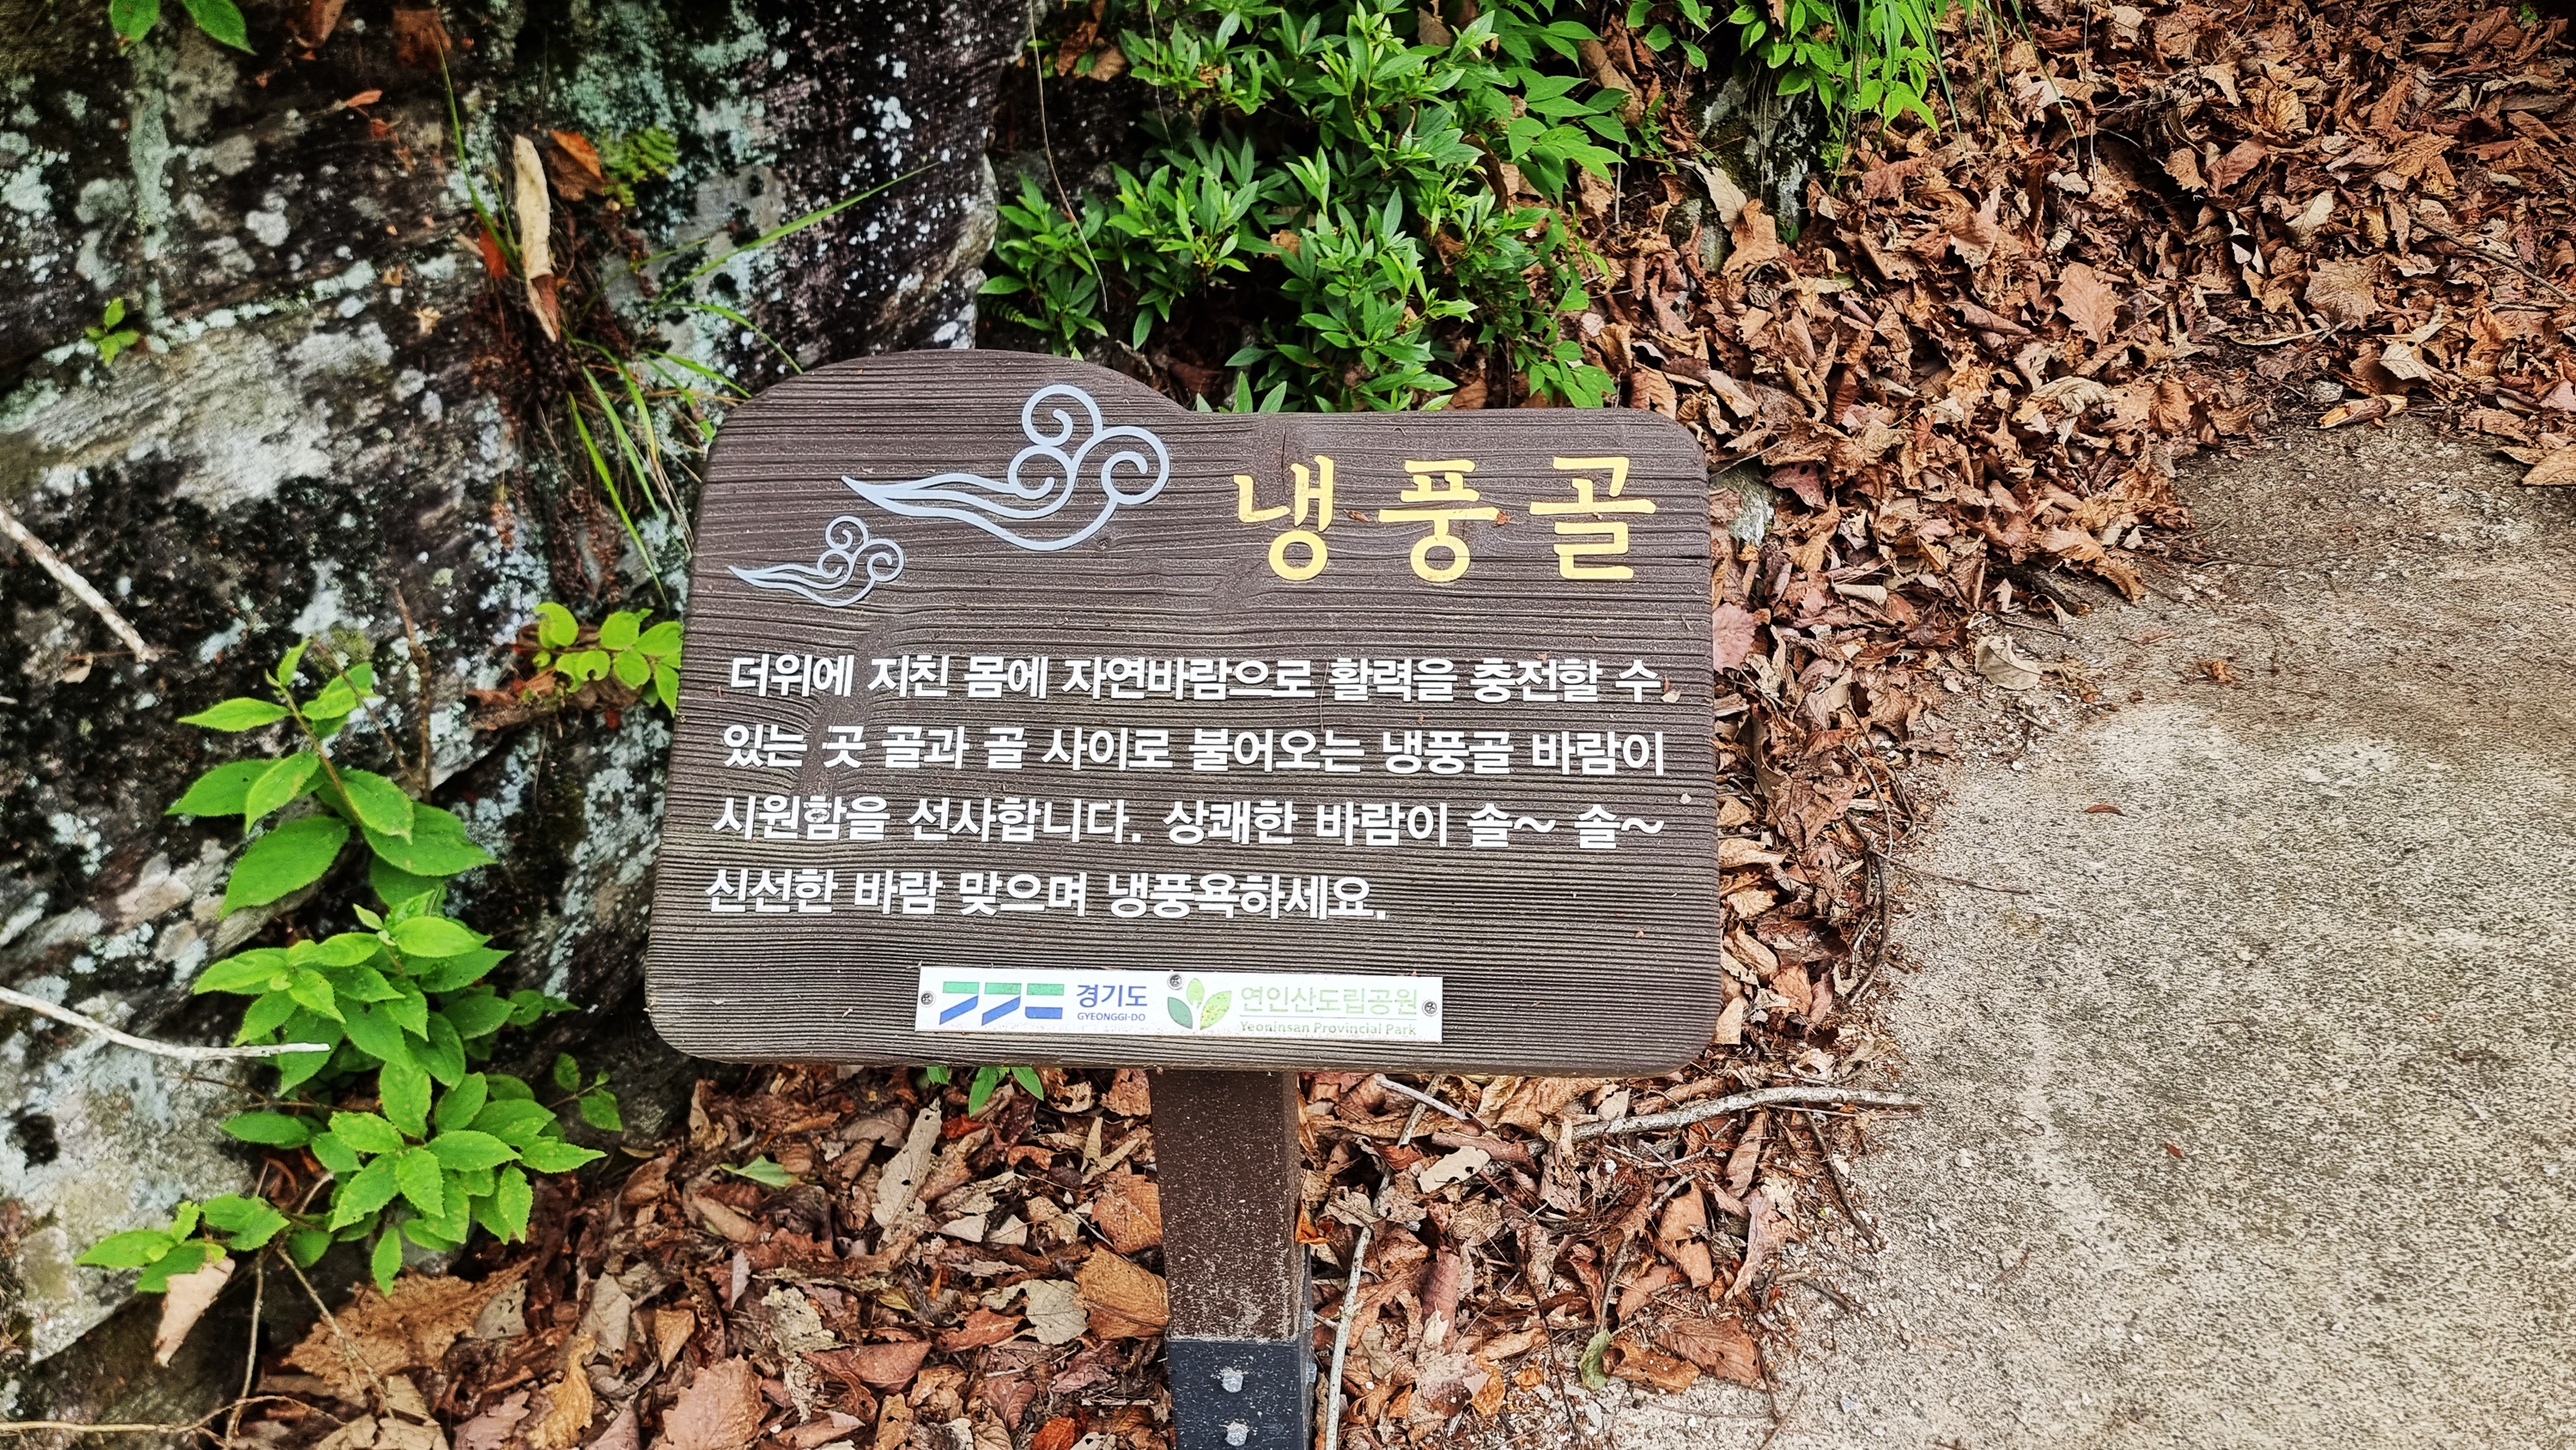 냉풍골
더위에 지친 몸에 자연바람으로 활력을 충전할 수
있는 곳 골과 골 사이로 불어오는 냉풍골 바람이
시원함을 선사합니다. 상쾌한 바람이 솔~ 솔~
신선한 바람 맞으며 냉풍욕하세요.
경기도
GYEONGGI-DO
연인산도립공원
Yeoninsan Provincial Park